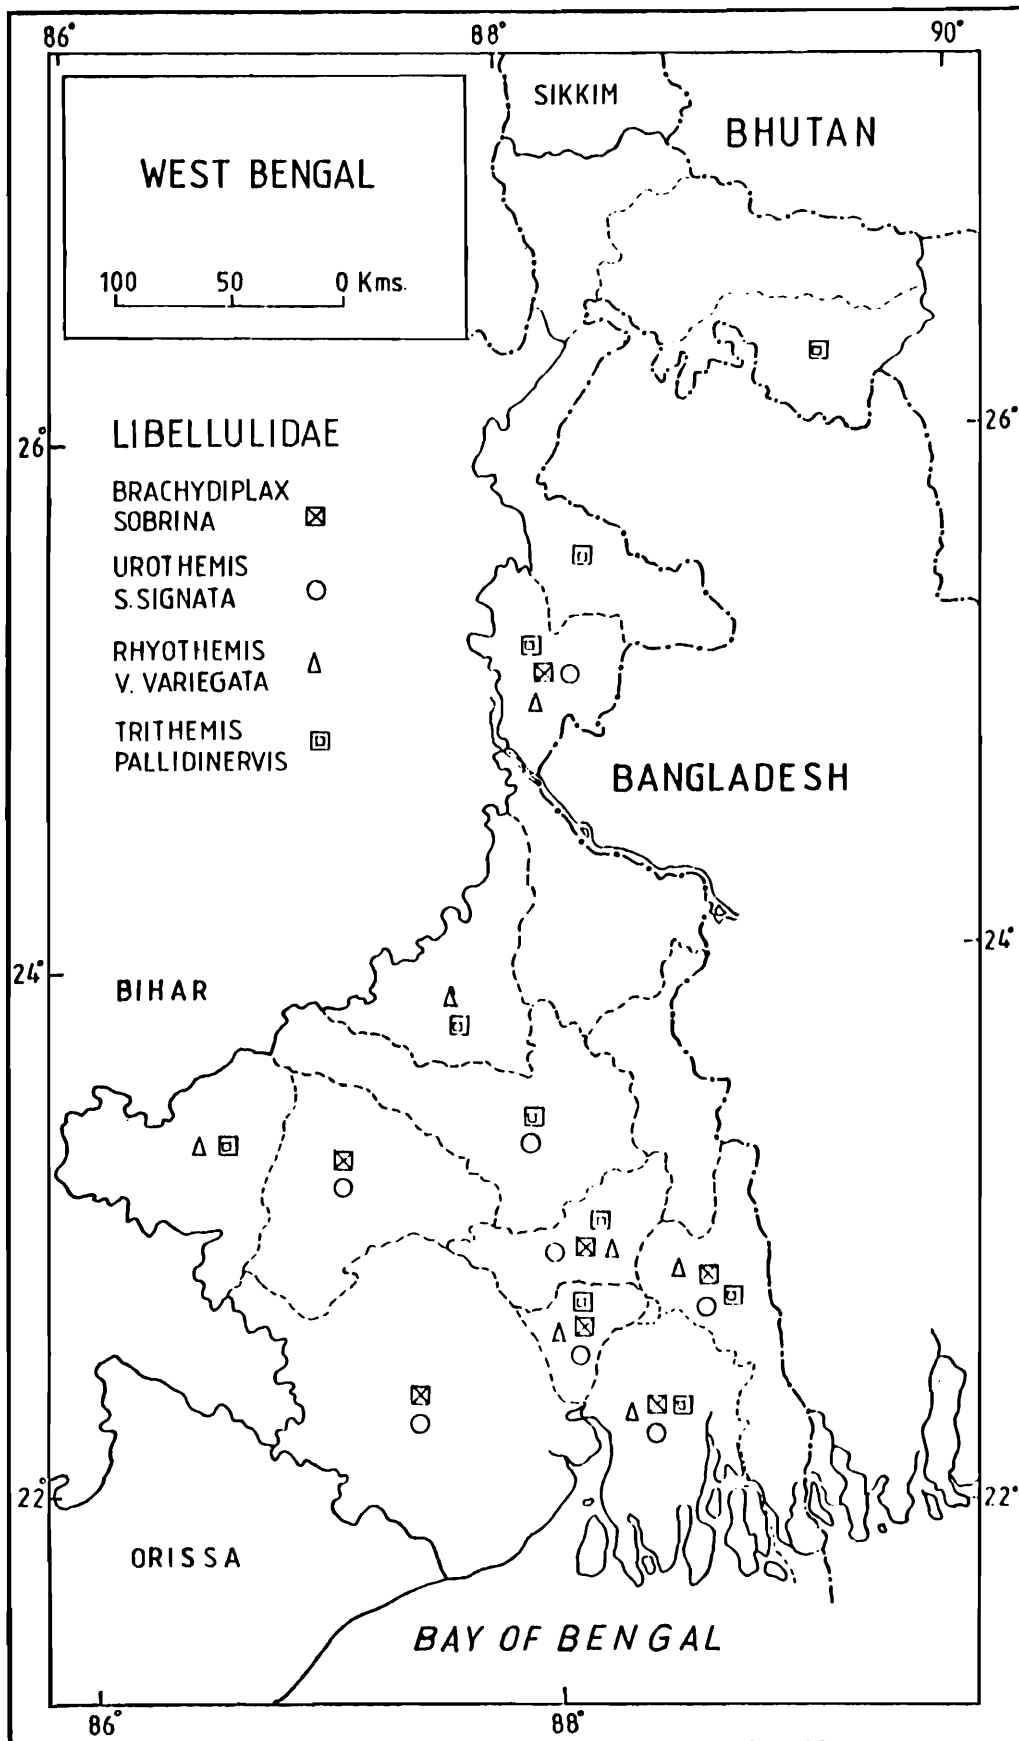 86° 88° 90°
SIKKIM
BHUTAN
WEST BENGAL
100 50 0 Kms.
LIBELLULIDAE
26° 26°
BRACHYDIPLAX
SOBRINA
UROTHEMIS
S. SIGNATA
RHYOTHEMIS
V. VARIEGATA
TRITHEMIS
PALLIDINERVIS
BANGLADESH
24°
24°
BIHAR
22° 22°
ORISSA
BAY OF BENGAL
86° 88°